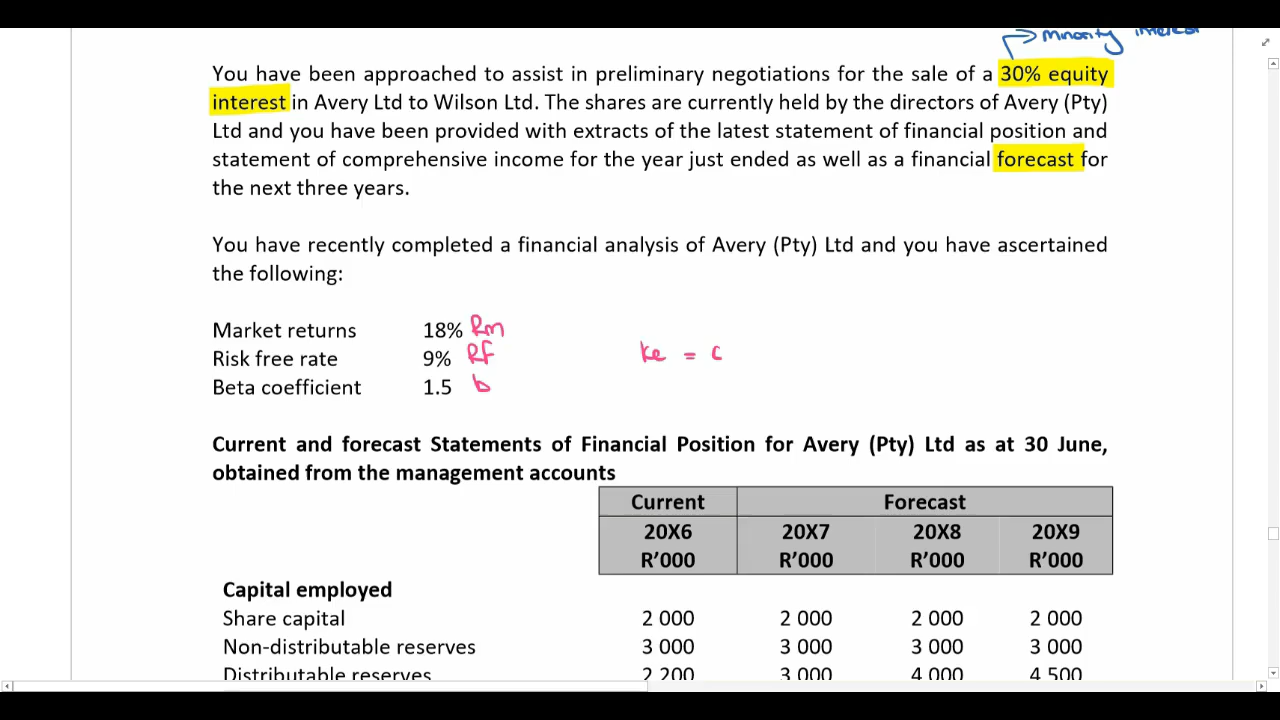 minority interest
You have been approached to assist in preliminary negotiations for the sale of a 30% equity
interest in Avery Ltd to Wilson Ltd. The shares are currently held by the directors of Avery (Pty)
Ltd and you have been provided with extracts of the latest statement of financial position and
statement of comprehensive income for the year just ended as well as a financial forecast for
the next three years.
You have recently completed a financial analysis of Avery (Pty) Ltd and you have ascertained
the following:
Market returns 18% Rm
Risk free rate 9% RF ke = C
Beta coefficient 1.5 b
Current and forecast Statements of Financial Position for Avery (Pty) Ltd as at 30 June,
obtained from the management accounts
Current Forecast
20X6 20X7 20X8 20X9
R’000 R’000 R’000 R’000
Capital employed
Share capital 2 000 2 000 2 000 2 000
Non-distributable reserves 3 000 3 000 3 000 3 000
Distributable reserves 2 200 3 000 4 000 4 500